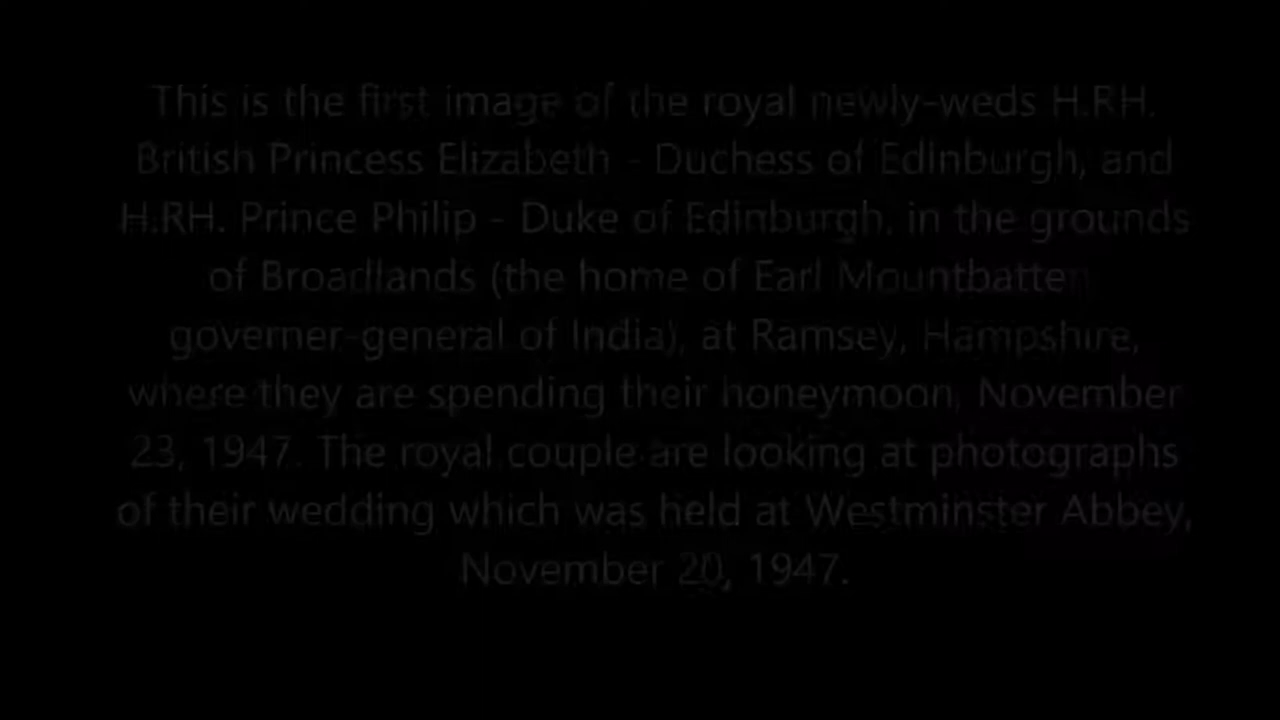 This is the first image of the royal newly-weds H.RH.
British Princess Elizabeth - Duchess of Edinburgh, and
H.RH. Prince Philip - Duke of Edinburgh, in the grounds
of Broadlands (the home of Earl Mountbatten
governer-general of India), at Ramsey, Hampshire,
where they are spending their honeymoon, November
23, 1947. The royal couple are looking at photographs
of their wedding which was held at Westminster Abbey,
November 20, 1947.